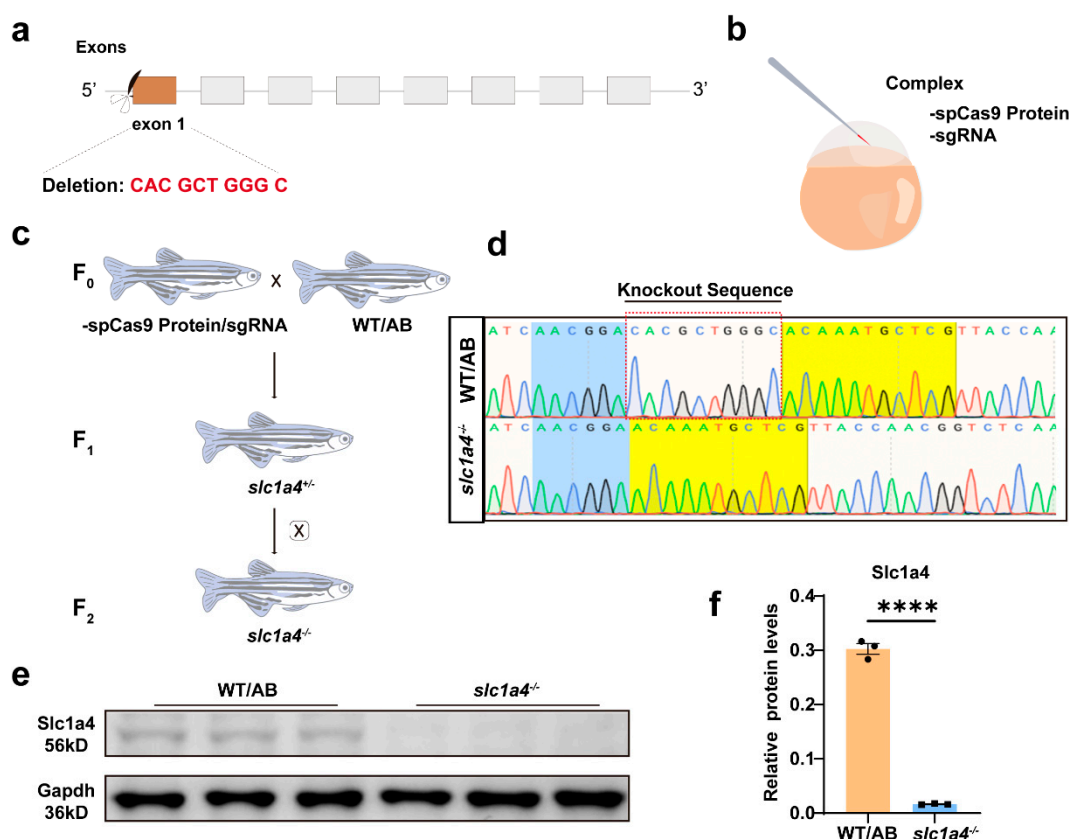 a
Exons
5'
3'
exon 1
Deletion: CAC GCT GGG C
b
Complex
-spCas9 Protein
-sgRNA
c
F0
X
-spCas9 Protein/sgRNA
WT/AB
F1
slc1a4+/-
X
F2
slc1a4-/-
d
Knockout Sequence
WT/AB
A T C A A C G G A C A C G C T G G G C A C A A A T G C T C G T T A C C A A
slc1a4-/-
A T C A A C G G A A C A A A T G C T C G T T A C C A A C G G T C T C A A
e
WT/AB
slc1a4-/-
Slc1a4
56kD
Gapdh
36kD
f
Slc1a4
****
Relative protein levels
0.4
0.3
0.2
0.1
0.0
WT/AB
slc1a4-/-